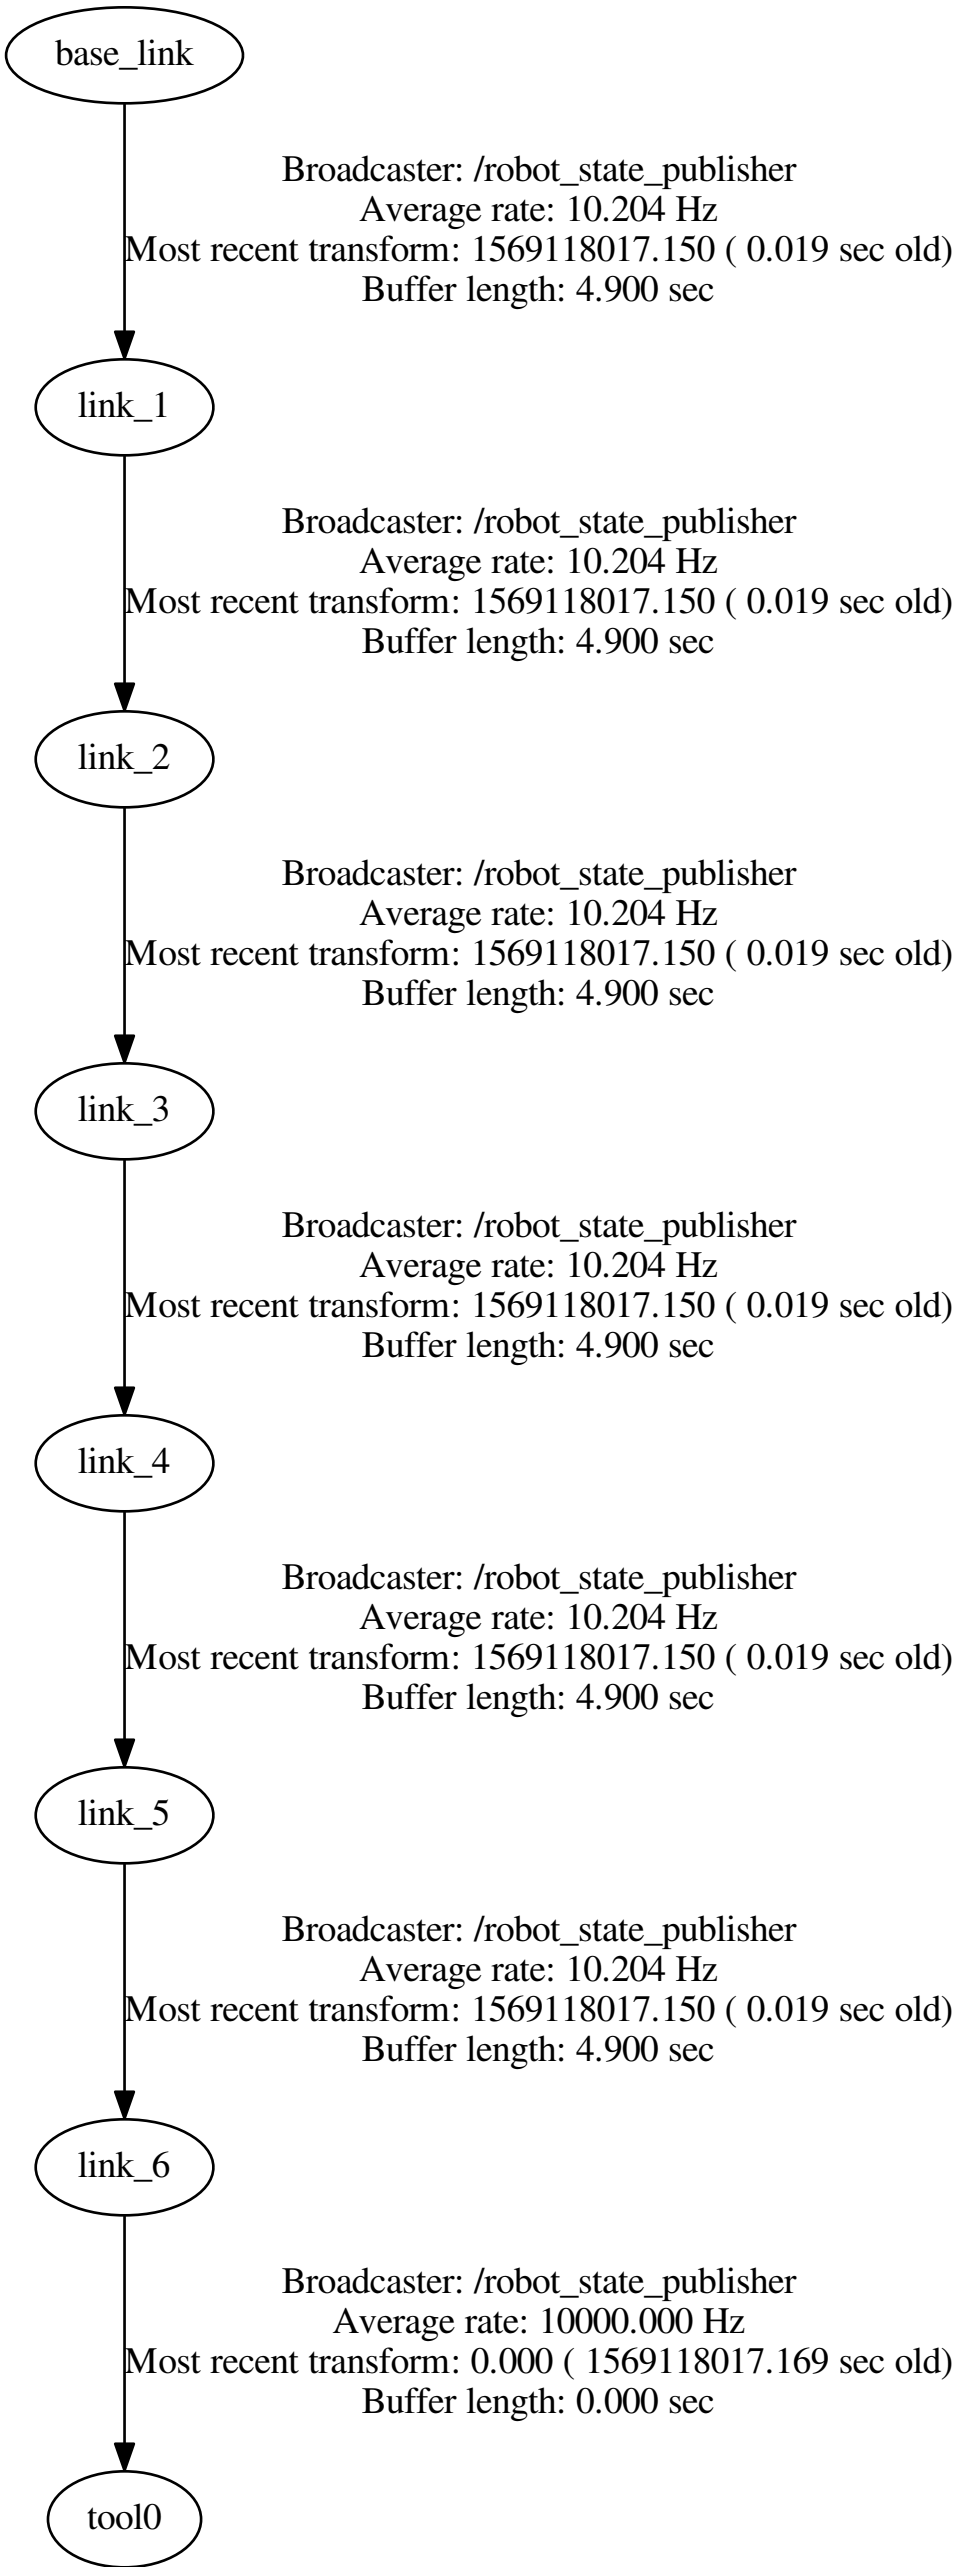 base_link
Broadcaster: /robot_state_publisher
Average rate: 10.204 Hz
Most recent transform: 1569118017.150 ( 0.019 sec old)
Buffer length: 4.900 sec
link_1
Broadcaster: /robot_state_publisher
Average rate: 10.204 Hz
Most recent transform: 1569118017.150 ( 0.019 sec old)
Buffer length: 4.900 sec
link_2
Broadcaster: /robot_state_publisher
Average rate: 10.204 Hz
Most recent transform: 1569118017.150 ( 0.019 sec old)
Buffer length: 4.900 sec
link_3
Broadcaster: /robot_state_publisher
Average rate: 10.204 Hz
Most recent transform: 1569118017.150 ( 0.019 sec old)
Buffer length: 4.900 sec
link_4
Broadcaster: /robot_state_publisher
Average rate: 10.204 Hz
Most recent transform: 1569118017.150 ( 0.019 sec old)
Buffer length: 4.900 sec
link_5
Broadcaster: /robot_state_publisher
Average rate: 10.204 Hz
Most recent transform: 1569118017.150 ( 0.019 sec old)
Buffer length: 4.900 sec
link_6
Broadcaster: /robot_state_publisher
Average rate: 10000.000 Hz
Most recent transform: 0.000 ( 1569118017.169 sec old)
Buffer length: 0.000 sec
tool0